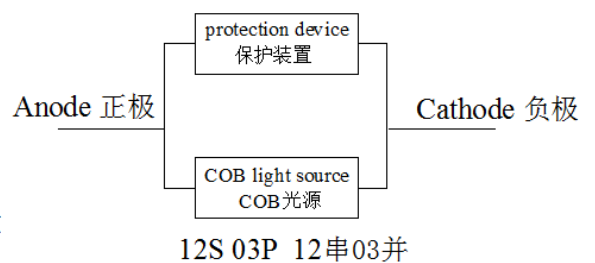 protection device
保护装置
Anode 正极
Cathode 负极
COB light source
COB光源
12S 03P 12串03并